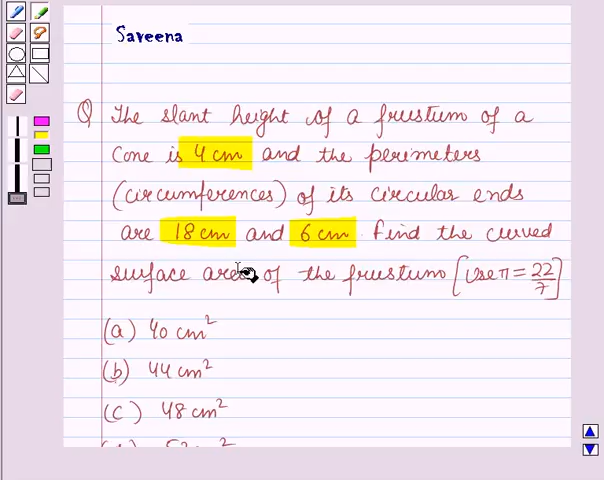 Saveena
Q The slant height of a frustum of a
cone is 4 cm and the perimeters
(circumferences) of its circular ends
are 18 cm and 6 cm. Find the curved
surface area of the frustum [use π = 22/7]
(a) 40 cm²
(b) 44 cm²
(c) 48 cm²